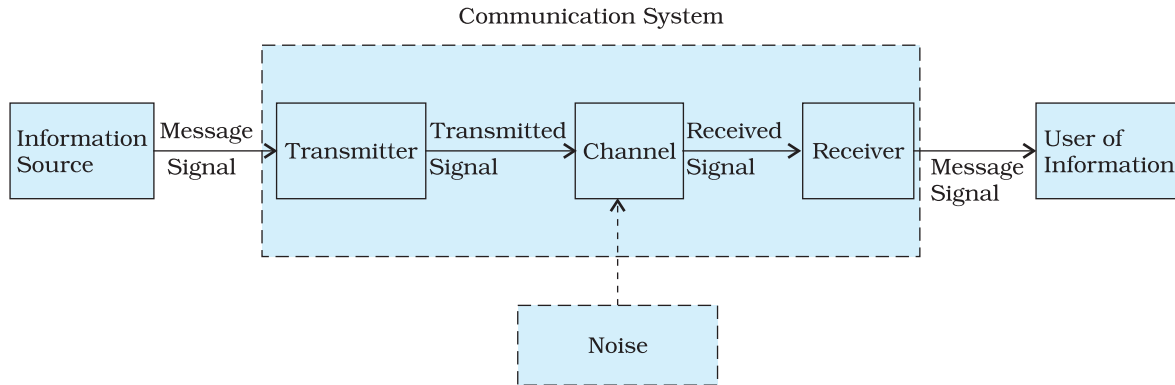 Communication System
Information
Source
Message
Signal
Transmitter
Transmitted
Signal
Channel
Received
Signal
Receiver
Message
Signal
User of
Information
Noise